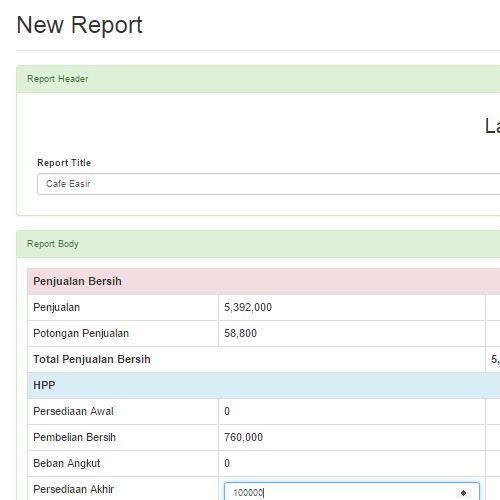 New Report
Report Header
La
Report Title
Cafe Easir
Report Body
Penjualan Bersih
Penjualan 5,392,000
Potongan Penjualan 58,800
Total Penjualan Bersih 5,
HPP
Persediaan Awal 0
Pembelian Bersih 760,000
Beban Angkut 0
Persediaan Akhir 100000